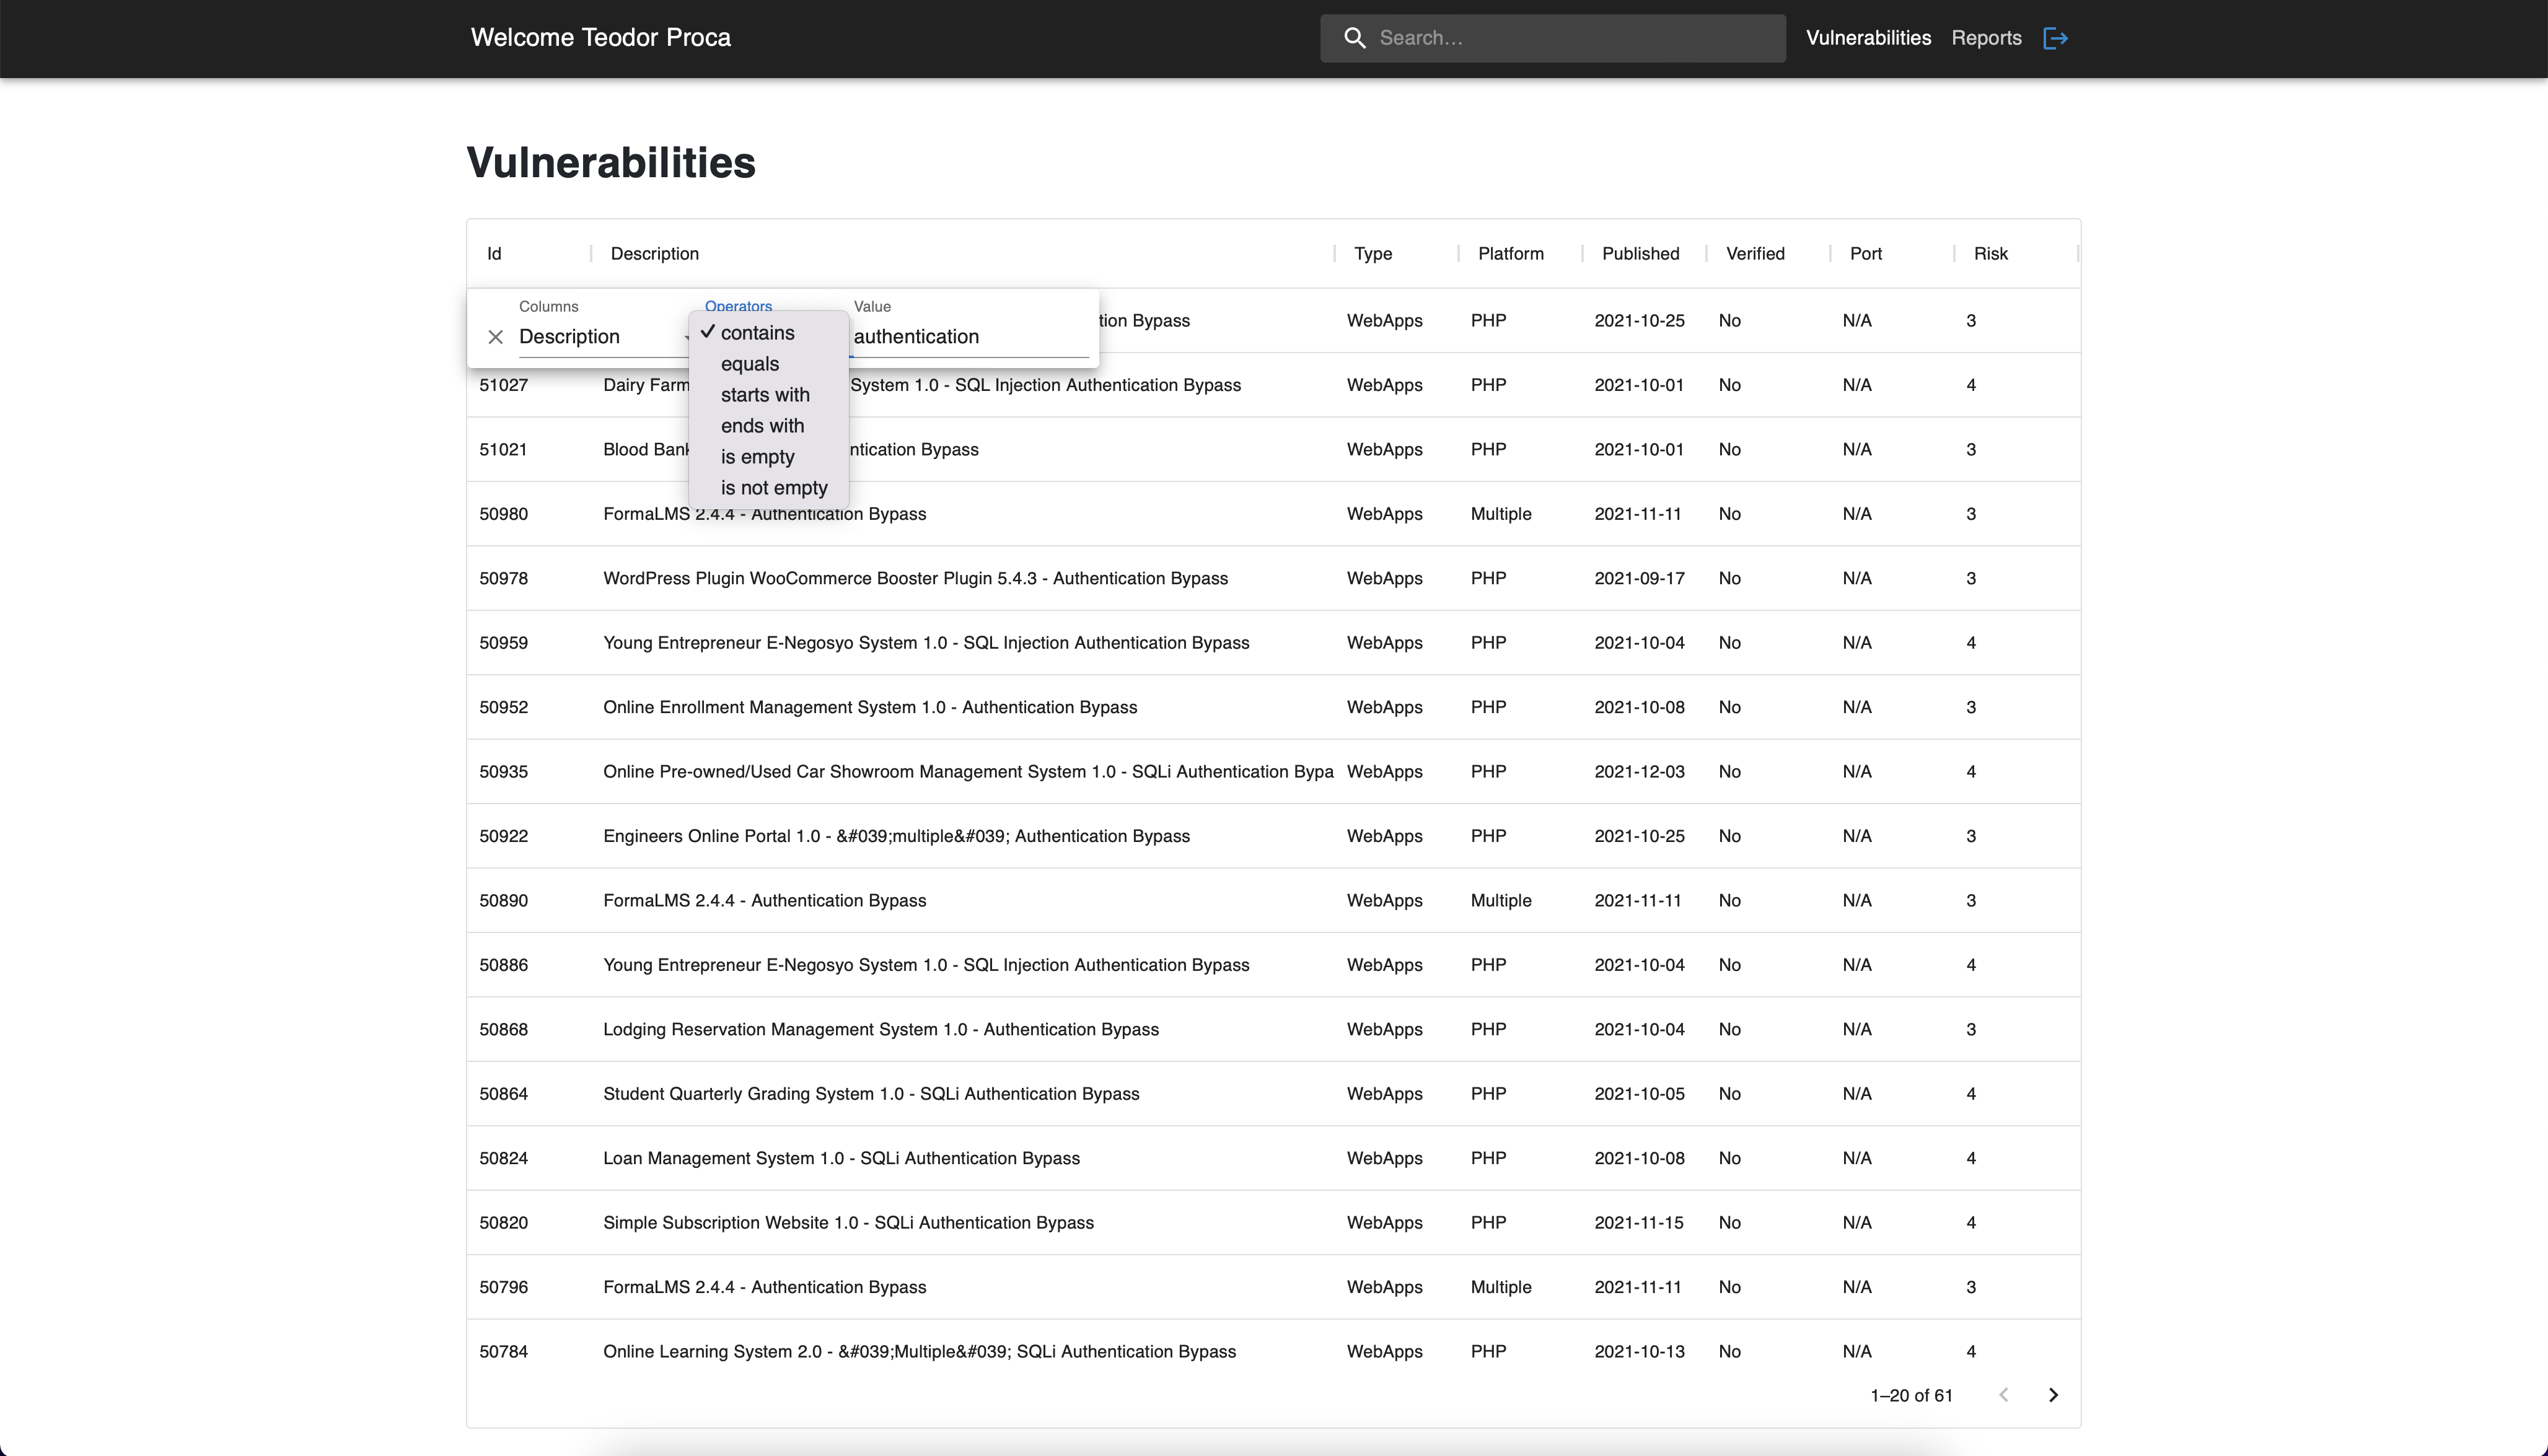 Welcome Teodor Proca Search... Vulnerabilities Reports
Vulnerabilities
Id Description Type Platform Published Verified Port Risk
Columns Operators Value
Description authentication
contains
equals
starts with
ends with
is empty
is not empty
tion Bypass WebApps PHP 2021-10-25 No N/A 3
51027 Dairy Farm System 1.0 - SQL Injection Authentication Bypass WebApps PHP 2021-10-01 No N/A 4
51021 Blood Bank ntication Bypass WebApps PHP 2021-10-01 No N/A 3
50980 FormaLMS 2.4.4 - Authentication Bypass WebApps Multiple 2021-11-11 No N/A 3
50978 WordPress Plugin WooCommerce Booster Plugin 5.4.3 - Authentication Bypass WebApps PHP 2021-09-17 No N/A 3
50959 Young Entrepreneur E-Negosyo System 1.0 - SQL Injection Authentication Bypass WebApps PHP 2021-10-04 No N/A 4
50952 Online Enrollment Management System 1.0 - Authentication Bypass WebApps PHP 2021-10-08 No N/A 3
50935 Online Pre-owned/Used Car Showroom Management System 1.0 - SQLi Authentication Bypa WebApps PHP 2021-12-03 No N/A 4
50922 Engineers Online Portal 1.0 - &#039;multiple&#039; Authentication Bypass WebApps PHP 2021-10-25 No N/A 3
50890 FormaLMS 2.4.4 - Authentication Bypass WebApps Multiple 2021-11-11 No N/A 3
50886 Young Entrepreneur E-Negosyo System 1.0 - SQL Injection Authentication Bypass WebApps PHP 2021-10-04 No N/A 4
50868 Lodging Reservation Management System 1.0 - Authentication Bypass WebApps PHP 2021-10-04 No N/A 3
50864 Student Quarterly Grading System 1.0 - SQLi Authentication Bypass WebApps PHP 2021-10-05 No N/A 4
50824 Loan Management System 1.0 - SQLi Authentication Bypass WebApps PHP 2021-10-08 No N/A 4
50820 Simple Subscription Website 1.0 - SQLi Authentication Bypass WebApps PHP 2021-11-15 No N/A 4
50796 FormaLMS 2.4.4 - Authentication Bypass WebApps Multiple 2021-11-11 No N/A 3
50784 Online Learning System 2.0 - &#039;Multiple&#039; SQLi Authentication Bypass WebApps PHP 2021-10-13 No N/A 4
1–20 of 61